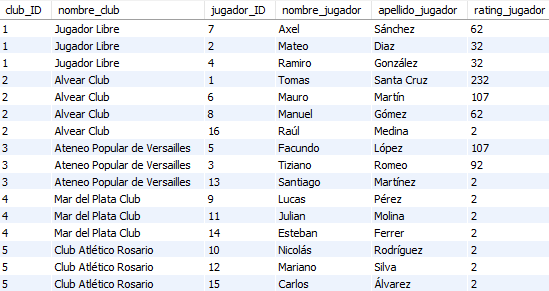 club_ID nombre_club jugador_ID nombre_jugador apellido_jugador rating_jugador
1 Jugador Libre 7 Axel Sánchez 62
1 Jugador Libre 2 Mateo Diaz 32
1 Jugador Libre 4 Ramiro González 32
2 Alvear Club 1 Tomas Santa Cruz 232
2 Alvear Club 6 Mauro Martín 107
2 Alvear Club 8 Manuel Gómez 62
2 Alvear Club 16 Raúl Medina 2
3 Ateneo Popular de Versailles 5 Facundo López 107
3 Ateneo Popular de Versailles 3 Tiziano Romeo 92
3 Ateneo Popular de Versailles 13 Santiago Martínez 2
4 Mar del Plata Club 9 Lucas Pérez 2
4 Mar del Plata Club 11 Julian Molina 2
4 Mar del Plata Club 14 Esteban Ferrer 2
5 Club Atlético Rosario 10 Nicolás Rodríguez 2
5 Club Atlético Rosario 12 Mariano Silva 2
5 Club Atlético Rosario 15 Carlos Álvarez 2